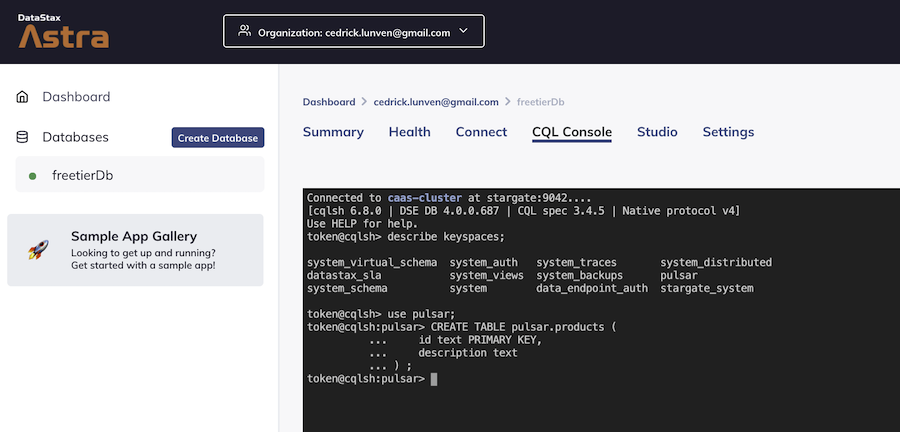 DataStax
Astra
Organization: cedrick.lunven@gmail.com
Dashboard
Databases
Create Database
freetierDb
Sample App Gallery
Looking to get up and running?
Get started with a sample app!
Dashboard > cedrick.lunven@gmail.com > freetierDb
Summary Health Connect CQL Console Studio Settings
Connected to caas-cluster at stargate:9042....
[cqlsh 6.8.0 | DSE DB 4.0.0.687 | CQL spec 3.4.5 | Native protocol v4]
Use HELP for help.
token@cqlsh> describe keyspaces;
system_virtual_schema system_auth system_traces system_distributed
datastax_sla system_views system_backups pulsar
system_schema system data_endpoint_auth stargate_system
token@cqlsh> use pulsar;
token@cqlsh:pulsar> CREATE TABLE pulsar.products (
... id text PRIMARY KEY,
... description text
... ) ;
token@cqlsh:pulsar>